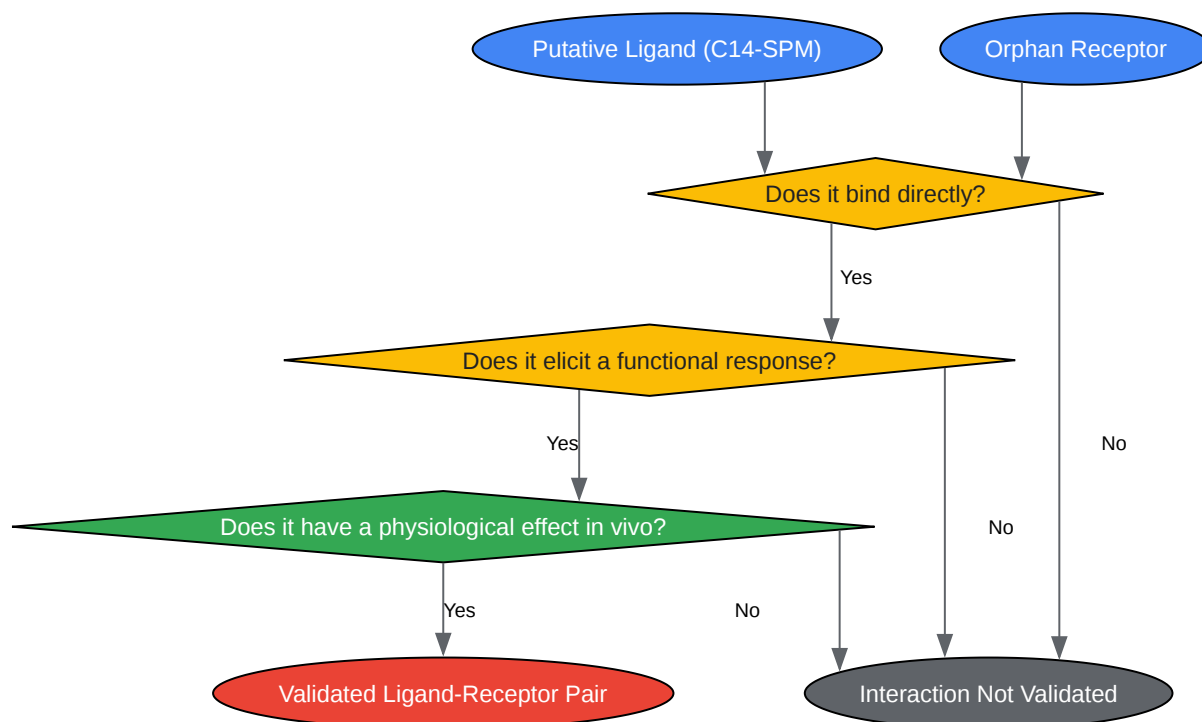 Putative Ligand (C14-SPM)
Orphan Receptor
Does it bind directly?
Yes
Does it elicit a functional response?
Yes
No
Does it have a physiological effect in vivo?
No
Yes
No
Validated Ligand-Receptor Pair
Interaction Not Validated